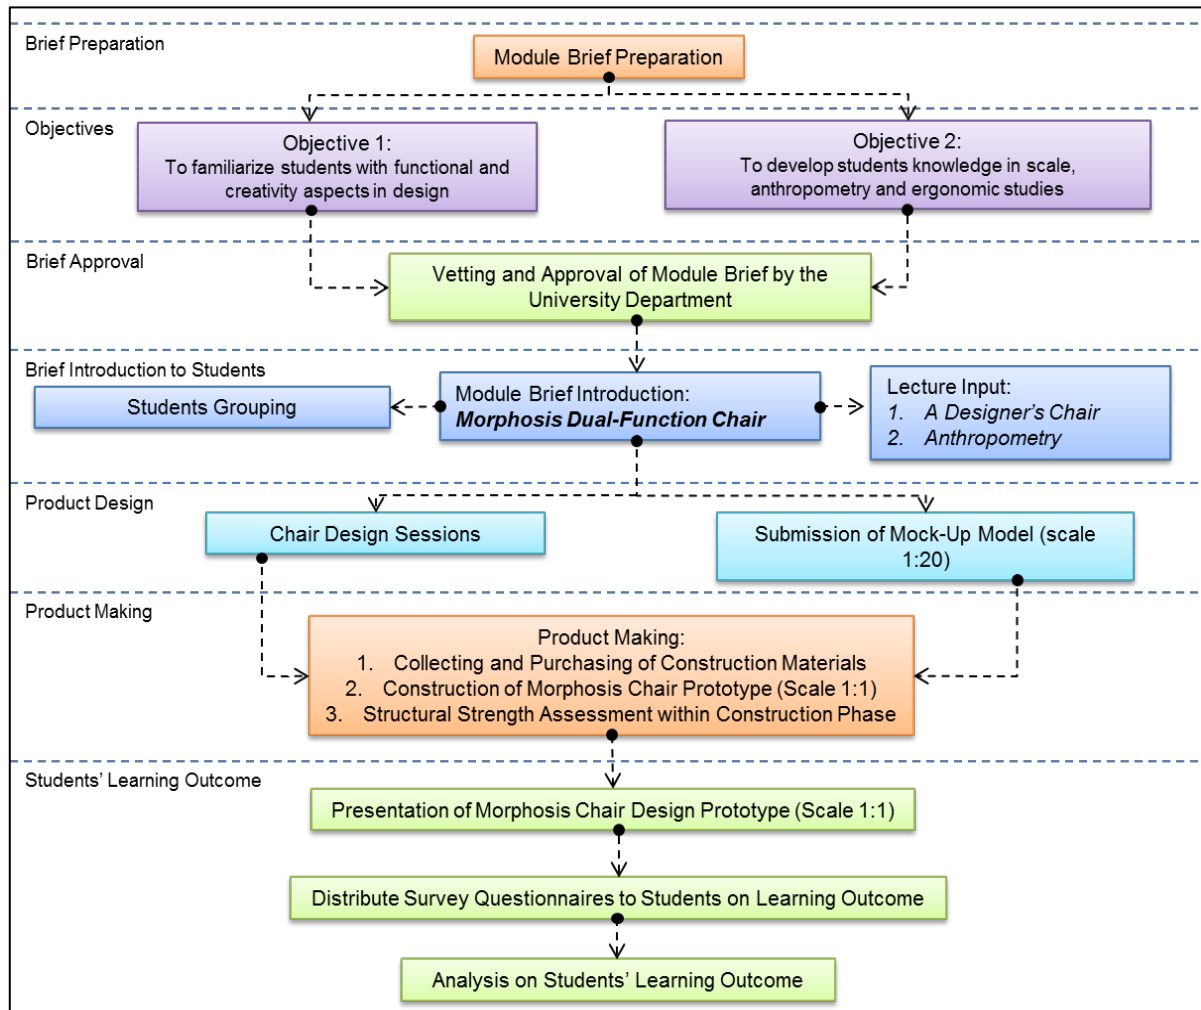 Brief Preparation
Module Brief Preparation
Objectives
Objective 1:
To familiarize students with functional and
creativity aspects in design
Objective 2:
To develop students knowledge in scale,
anthropometry and ergonomic studies
Brief Approval
Vetting and Approval of Module Brief by the
University Department
Brief Introduction to Students
Students Grouping
Module Brief Introduction:
Morphosis Dual-Function Chair
Lecture Input:
1. A Designer's Chair
2. Anthropometry
Product Design
Chair Design Sessions
Submission of Mock-Up Model (scale
1:20)
Product Making
Product Making:
1. Collecting and Purchasing of Construction Materials
2. Construction of Morphosis Chair Prototype (Scale 1:1)
3. Structural Strength Assessment within Construction Phase
Students' Learning Outcome
Presentation of Morphosis Chair Design Prototype (Scale 1:1)
Distribute Survey Questionnaires to Students on Learning Outcome
Analysis on Students' Learning Outcome